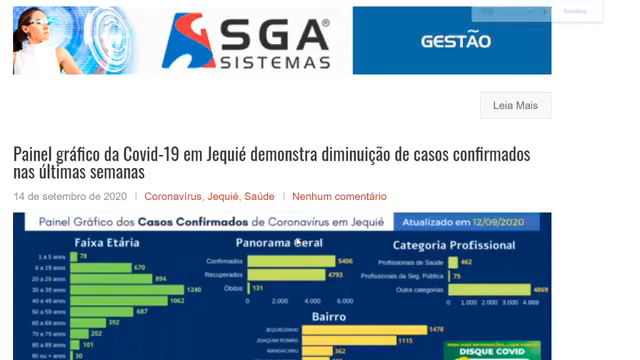 SGA®
SISTEMAS
GESTÃO
Leia Mais
Painel gráfico da Covid-19 em Jequié demonstra diminuição de casos confirmados
nas últimas semanas
14 de setembro de 2020 | Coronavírus, Jequié, Saúde | Nenhum comentário
Painel Gráfico dos Casos Confirmados de Coronavírus em Jequié
Atualizado em 12/09/2020
Faixa Etária
1 a 5 anos 78
6 a 19 anos 670
20 a 29 anos 894
30 a 39 anos 1240
40 a 49 anos 1062
50 a 59 anos 687
60 a 69 anos 392
70 a 79 anos 202
80 a 89 anos 101
90 ou + anos 30
Panorama Geral
Confirmados 5406
Recuperados 4793
Óbitos 131
0 2.000 4.000 6.000
Categoria Profissional
Profissionais de Saúde 462
Profissionais da Seg. Pública 75
Outra categorias 4869
0 1.000 2.000 3.000 4.869
Bairro
JEQUIEZINHO 1478
JOAQUIM ROMÃO 1115
MANDACARU 362
PARA MAIS INFORMAÇÕES, LIGUE PARA O
DISQUE COVID